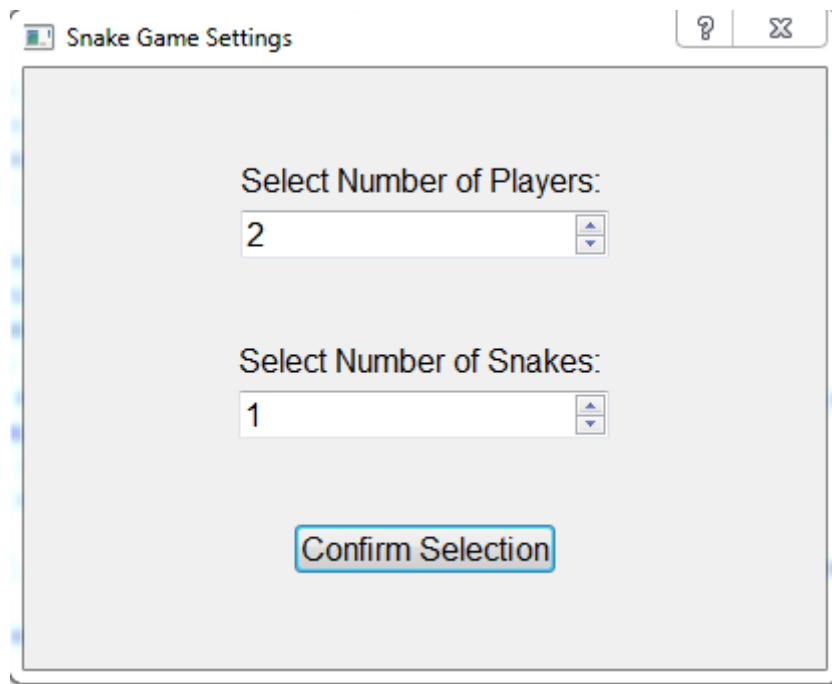 Snake Game Settings
Select Number of Players:
2
Select Number of Snakes:
1
Confirm Selection